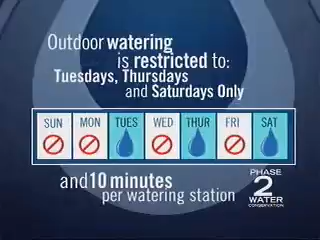 Outdoor watering
is restricted to:
Tuesdays, Thursdays
and Saturdays Only
SUN MON TUES WED THUR FRI SAT
and 10 minutes
per watering station
PHASE
2
WATER
CONSERVATION